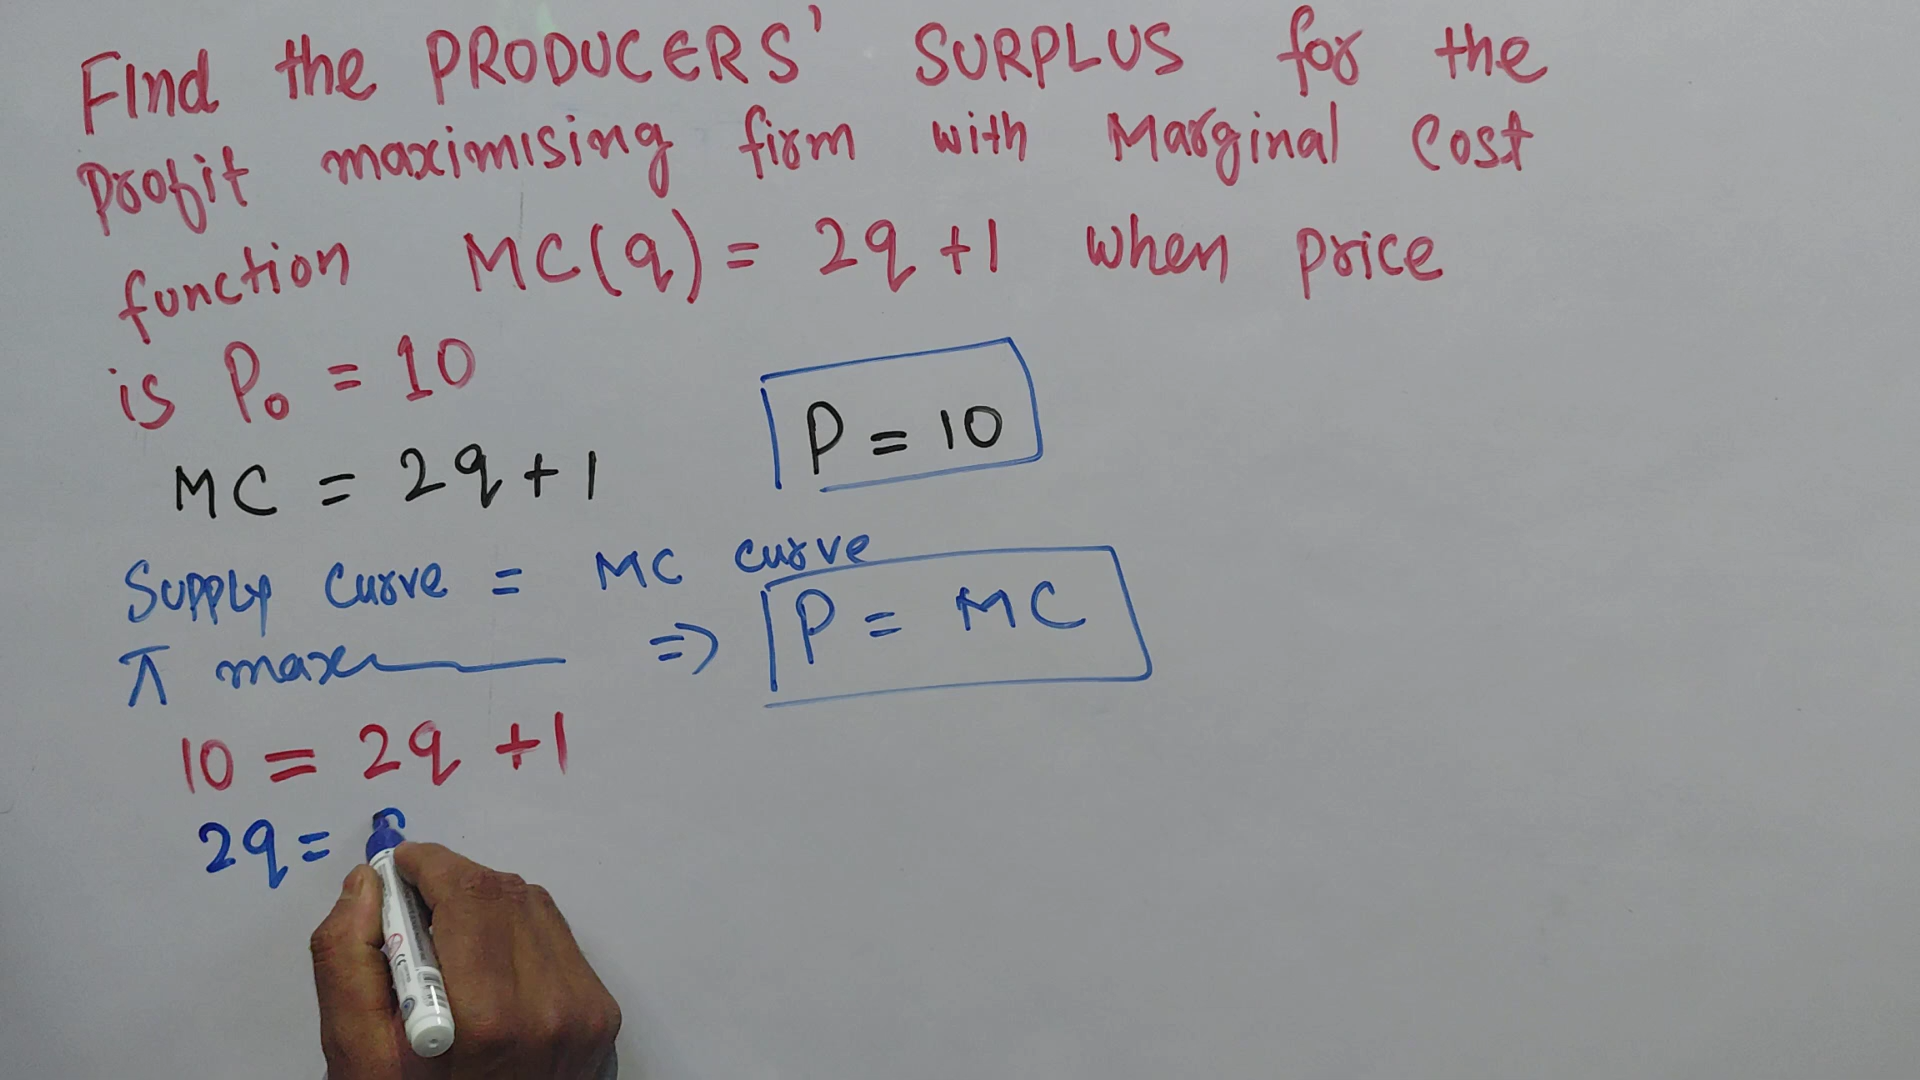 FInd the PRODUCERS' SURPLUS for the
Profit maximising firm with Marginal Cost
function MC(q) = 2q +1 when price
is P₀ = 10
P = 10
MC = 2q + 1
Supply Curve = MC curve
π max ⇒ P = MC
10 = 2q +1
2q =